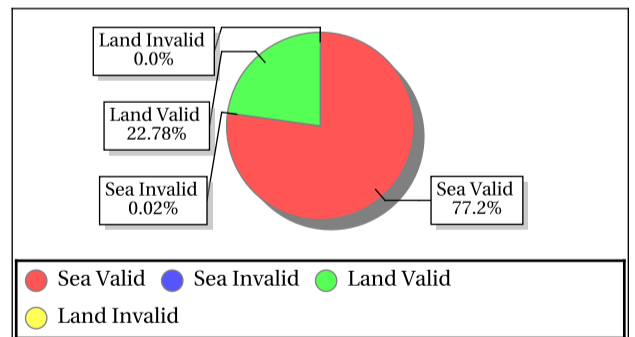 Land Invalid
0.0%
Land Valid
22.78%
Sea Invalid
0.02%
Sea Valid
77.2%
Sea Valid
Sea Invalid
Land Valid
Land Invalid